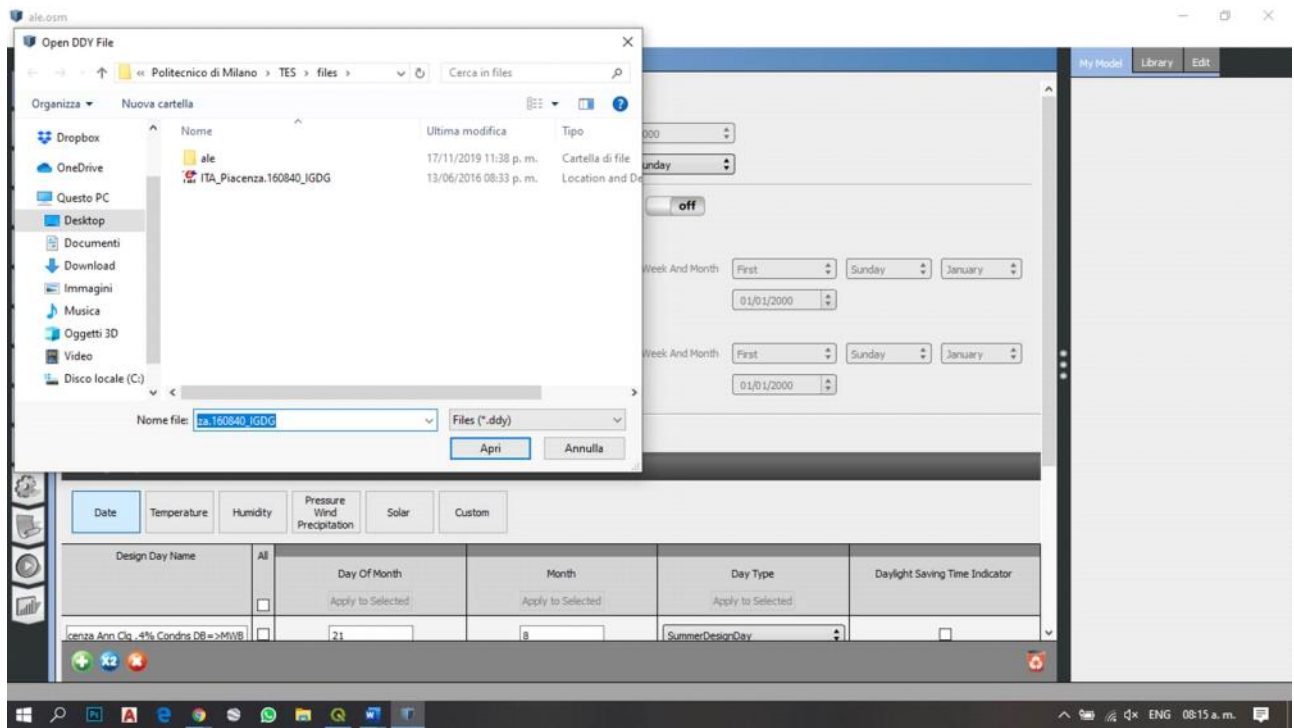 ale.osm
Open DDY File
« Politecnico di Milano > TES > files >
Cerca in files
Organizza
Nuova cartella
Nome
Ultima modifica
Tipo
Dropbox
OneDrive
Questo PC
Desktop
Documenti
Download
Immagini
Musica
Oggetti 3D
Video
Disco locale (C:)
ale
17/11/2019 11:38 p. m.
Cartella di file
ITA_Piacenza.160840_IGDG
13/06/2016 08:33 p. m.
Location and De
Nome file:
za.160840_IGDG
Files (*.ddy)
Apri
Annulla
My Model
Library
Edit
000
unday
off
Week And Month
First
Sunday
January
01/01/2000
Week And Month
First
Sunday
January
01/01/2000
Date
Temperature
Humidity
Pressure
Wind
Precipitation
Solar
Custom
Design Day Name
All
Day Of Month
Month
Day Type
Daylight Saving Time Indicator
Apply to Selected
Apply to Selected
Apply to Selected
cenza Ann Clg .4% Condns DB=>MWB
21
8
SummerDesignDay
X2
ENG
08:15 a. m.